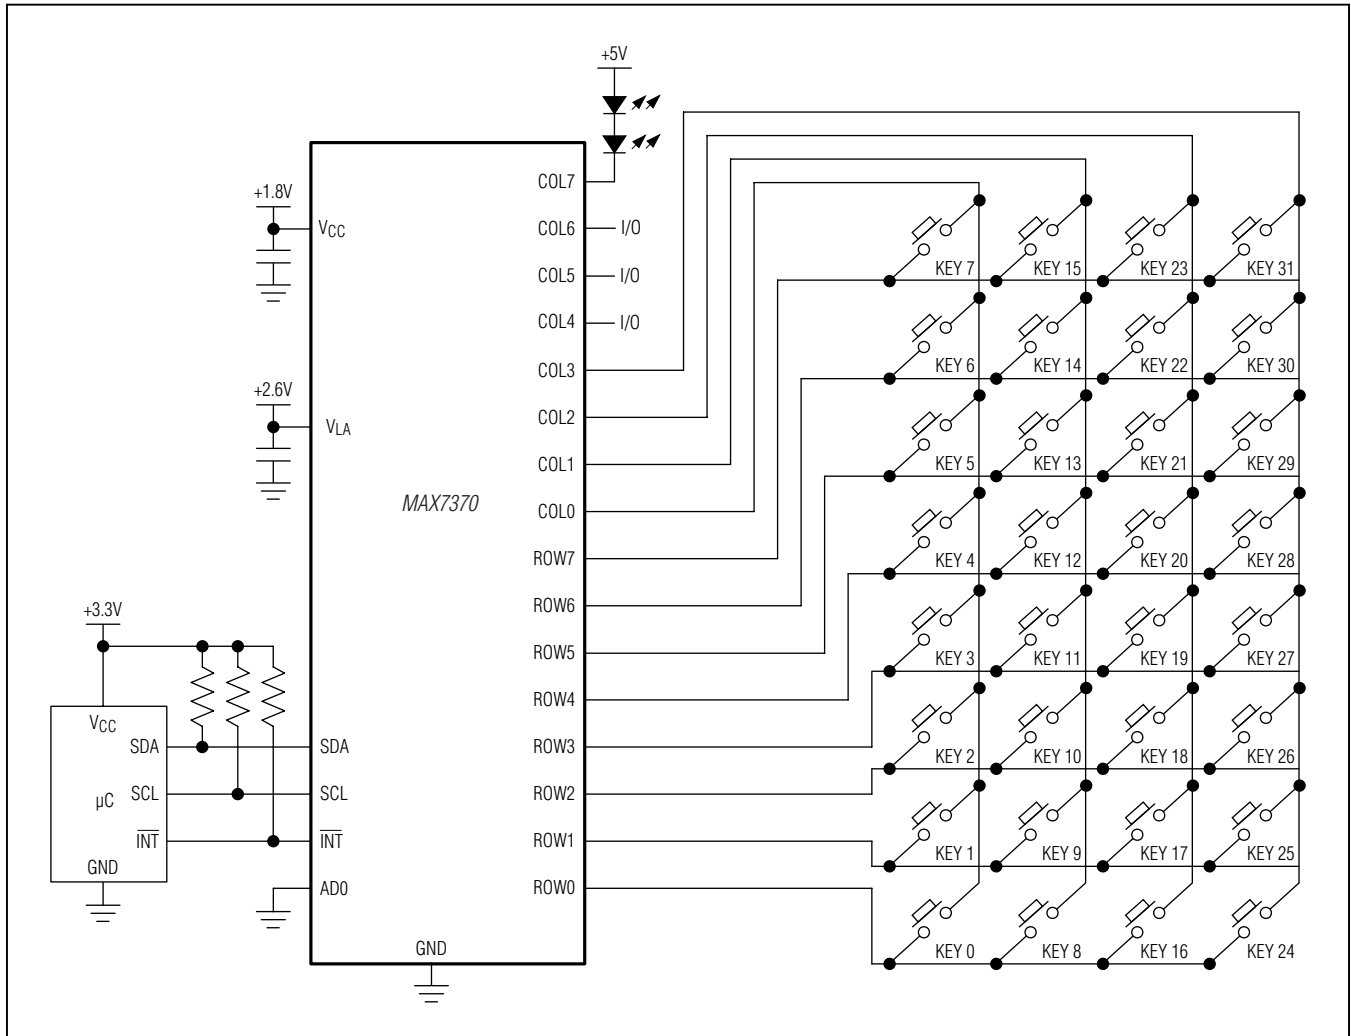 +5V
COL7
+1.8V
VCC
COL6 I/O
COL5 I/O
COL4 I/O
COL3
+2.6V
VLA
COL2
COL1
MAX7370
COL0
ROW7
ROW6
ROW5
ROW4
ROW3
ROW2
ROW1
ROW0
+3.3V
VCC
SDA
SCL
µC
INT
GND
SDA
SCL
INT
AD0
GND
KEY 7 KEY 15 KEY 23 KEY 31
KEY 6 KEY 14 KEY 22 KEY 30
KEY 5 KEY 13 KEY 21 KEY 29
KEY 4 KEY 12 KEY 20 KEY 28
KEY 3 KEY 11 KEY 19 KEY 27
KEY 2 KEY 10 KEY 18 KEY 26
KEY 1 KEY 9 KEY 17 KEY 25
KEY 0 KEY 8 KEY 16 KEY 24